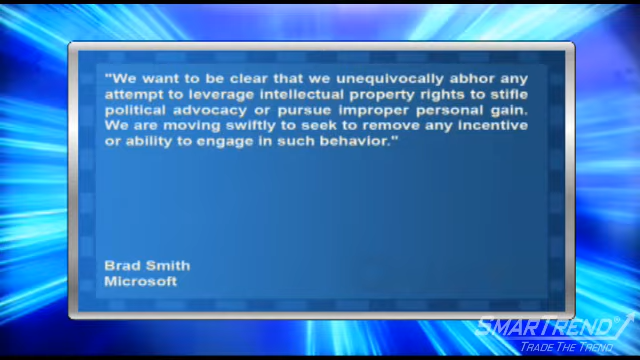 "We want to be clear that we unequivocally abhor any
attempt to leverage intellectual property rights to stifle
political advocacy or pursue improper personal gain.
We are moving swiftly to seek to remove any incentive
or ability to engage in such behavior."
Brad Smith
Microsoft
SMARTREND®
TRADE THE TREND